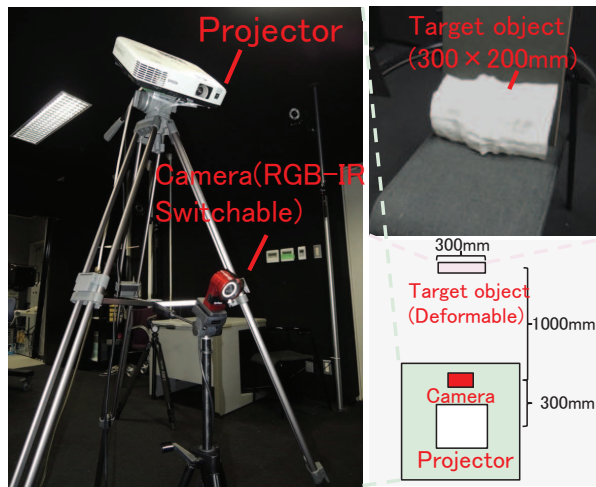 Projector
Camera(RGB-IR
Switchable)
Target object
(300×200mm)
300mm
Target object
(Deformable)
1000mm
Camera
300mm
Projector